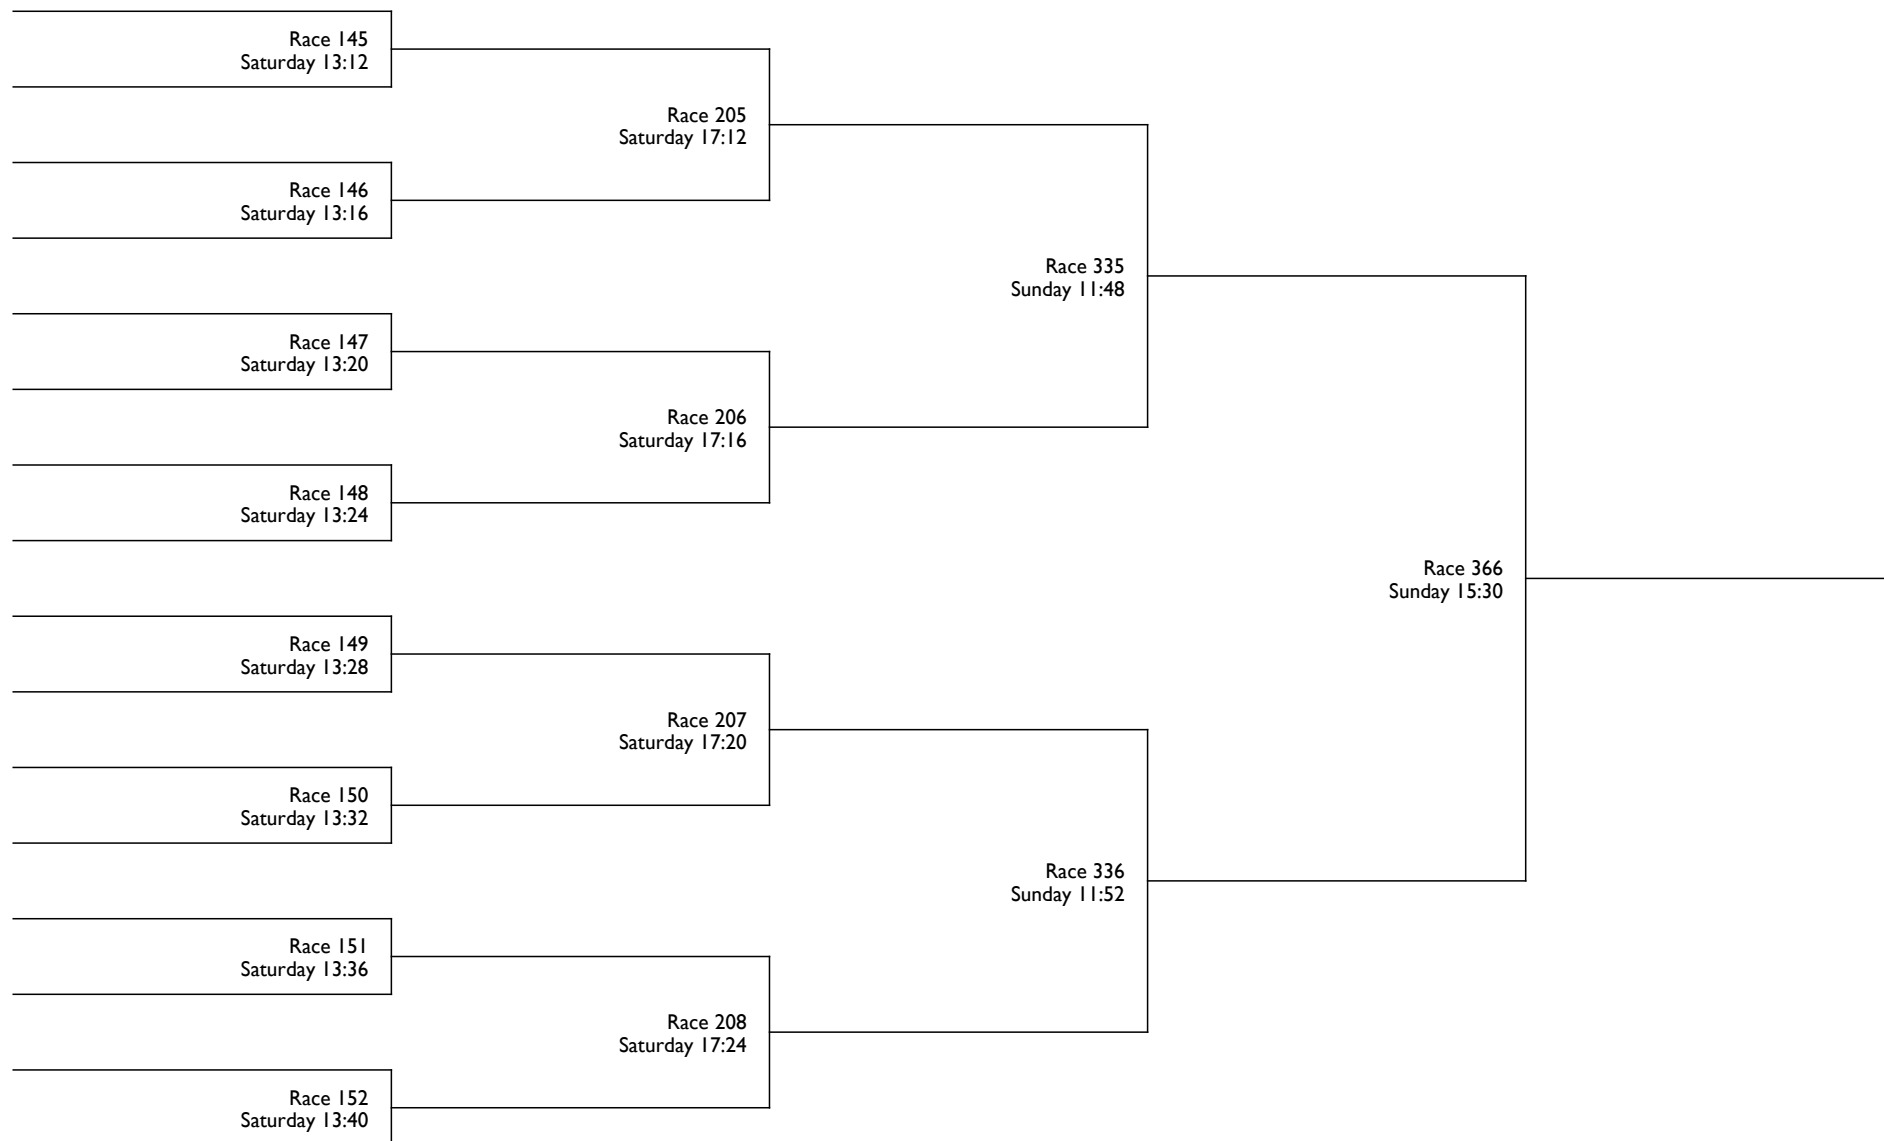 Race 145
Saturday 13:12
Race 205
Saturday 17:12
Race 146
Saturday 13:16
Race 335
Sunday 11:48
Race 147
Saturday 13:20
Race 206
Saturday 17:16
Race 148
Saturday 13:24
Race 366
Sunday 15:30
Race 149
Saturday 13:28
Race 207
Saturday 17:20
Race 150
Saturday 13:32
Race 336
Sunday 11:52
Race 151
Saturday 13:36
Race 208
Saturday 17:24
Race 152
Saturday 13:40